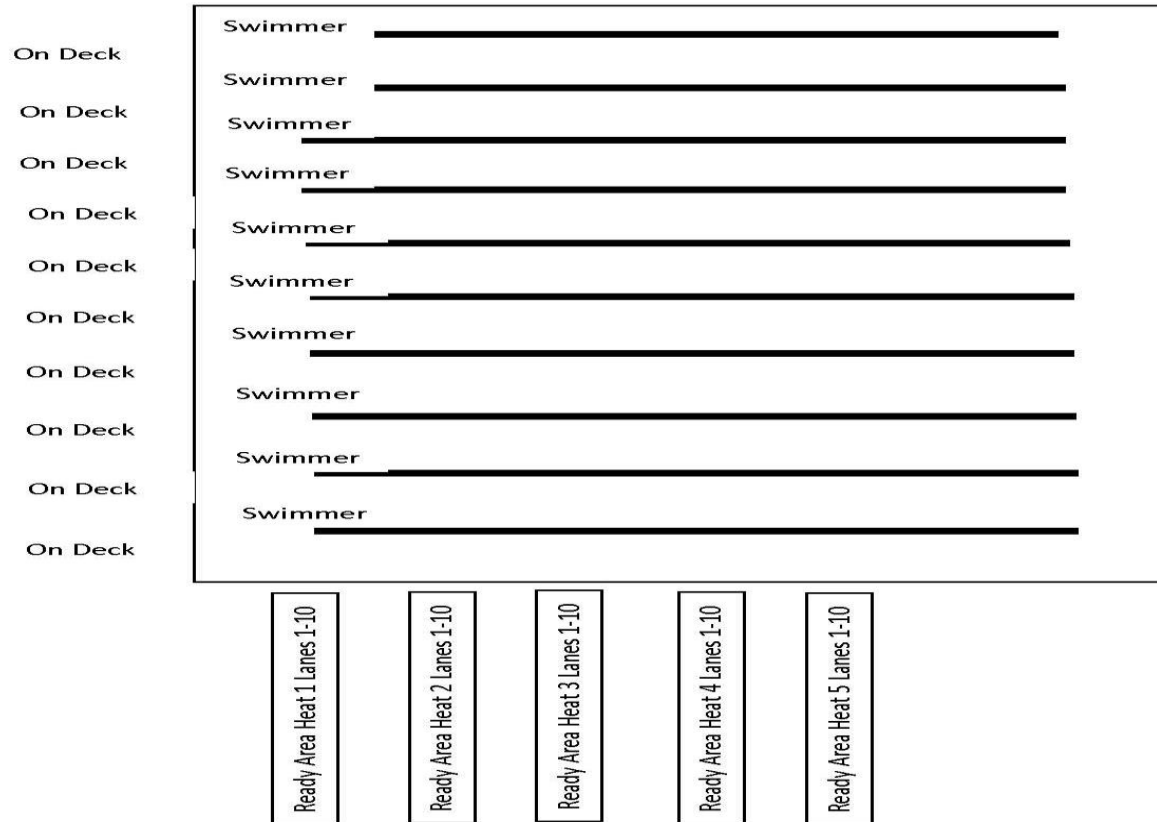 Swimmer
On Deck
Swimmer
On Deck
Swimmer
On Deck
Swimmer
On Deck
Swimmer
On Deck
Swimmer
On Deck
Swimmer
On Deck
Swimmer
On Deck
Swimmer
On Deck
Swimmer
On Deck
Ready Area Heat 1 Lanes 1-10
Ready Area Heat 2 Lanes 1-10
Ready Area Heat 3 Lanes 1-10
Ready Area Heat 4 Lanes 1-10
Ready Area Heat 5 Lanes 1-10